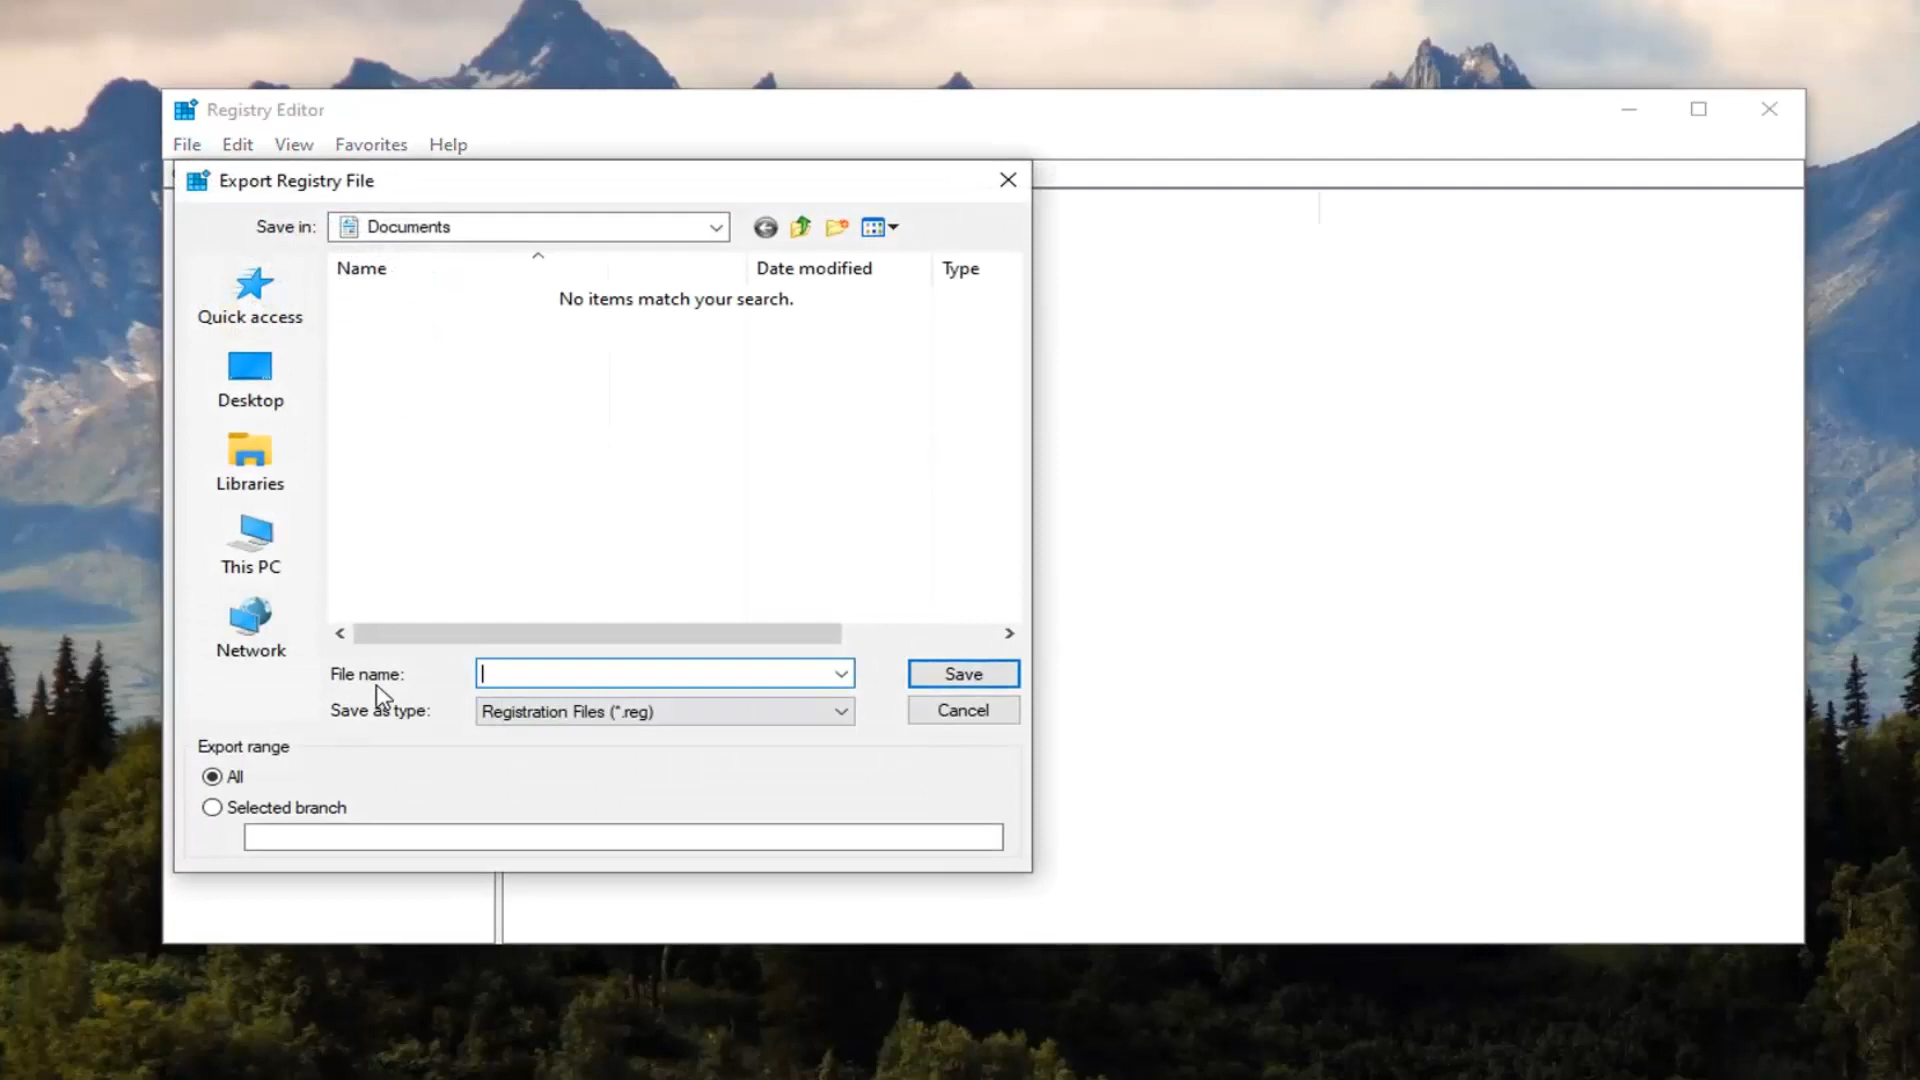 Registry Editor
File Edit View Favorites Help
Export Registry File
Save in: Documents
Name Date modified Type
No items match your search.
Quick access
Desktop
Libraries
This PC
Network
File name: Save
Save as type: Registration Files (*.reg) Cancel
Export range
All
Selected branch